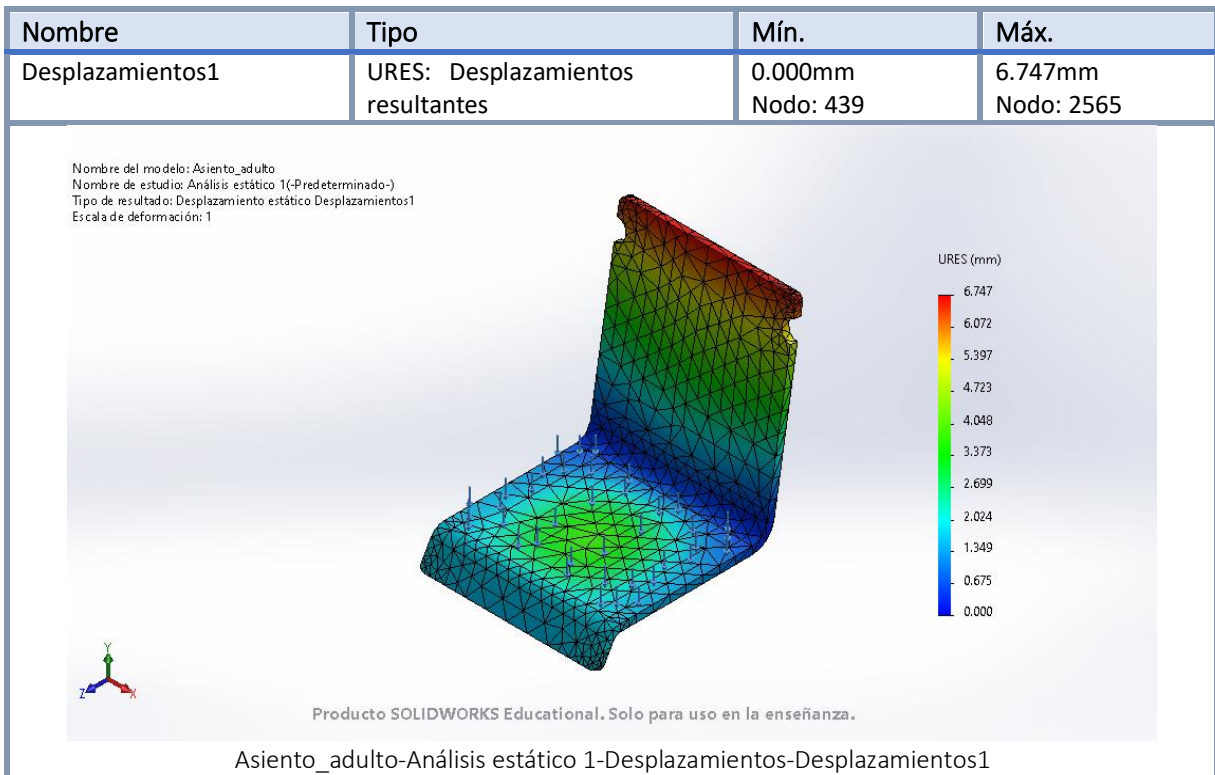 Nombre Tipo Mín. Máx.
Desplazamientos1 URES: Desplazamientos 0.000mm 6.747mm
resultantes Nodo: 439 Nodo: 2565
Nombre del modelo: Asiento_adulto
Nombre de estudio: Análisis estático 1(-Predeterminado-)
Tipo de resultado: Desplazamiento estático Desplazamientos1
Escala de deformación: 1
URES (mm)
6.747
6.072
5.397
4.723
4.048
3.373
2.699
2.024
1.349
0.675
0.000
Y
Z X
Producto SOLIDWORKS Educational. Solo para uso en la enseñanza.
Asiento_adulto-Análisis estático 1-Desplazamientos-Desplazamientos1